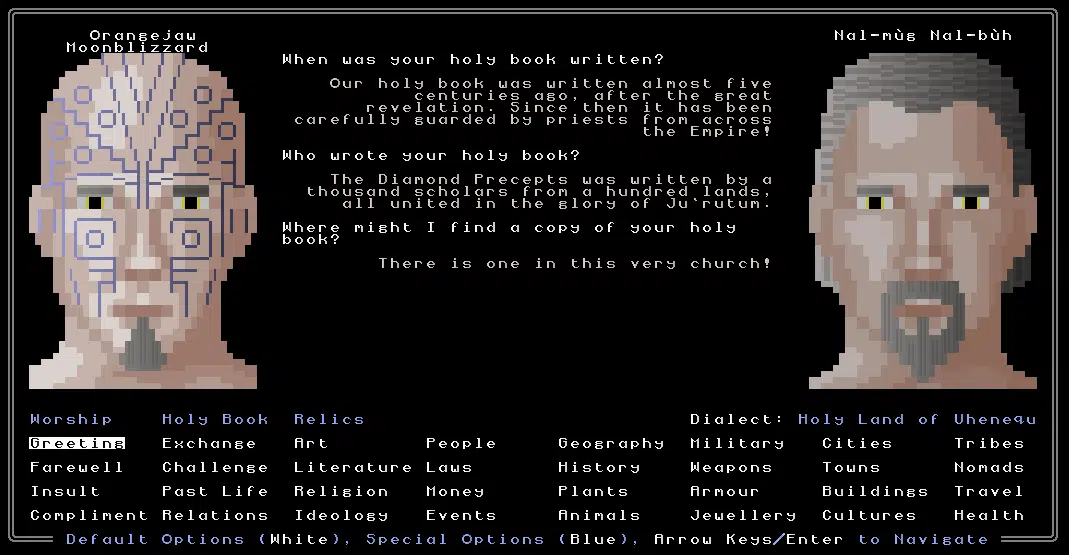 Orangejaw
Moonblizzard
Nal-mùg Nal-bùh
When was your holy book written?
Our holy book was written almost five
centuries ago, after the great
revelation. Since then it has been
carefully guarded by priests from across
the Empire!
Who wrote your holy book?
The Diamond Precepts was written by a
thousand scholars from a hundred lands,
all united in the glory of Ju'rutum.
Where might I find a copy of your holy
book?
There is one in this very church!
Worship Holy Book Relics Dialect: Holy Land of Uhenequ
Greeting Exchange Art People Geography Military Cities Tribes
Farewell Challenge Literature Laws History Weapons Towns Nomads
Insult Past Life Religion Money Plants Armour Buildings Travel
Compliment Relations Ideology Events Animals Jewellery Cultures Health
Default Options (White), Special Options (Blue), Arrow Keys/Enter to Navigate